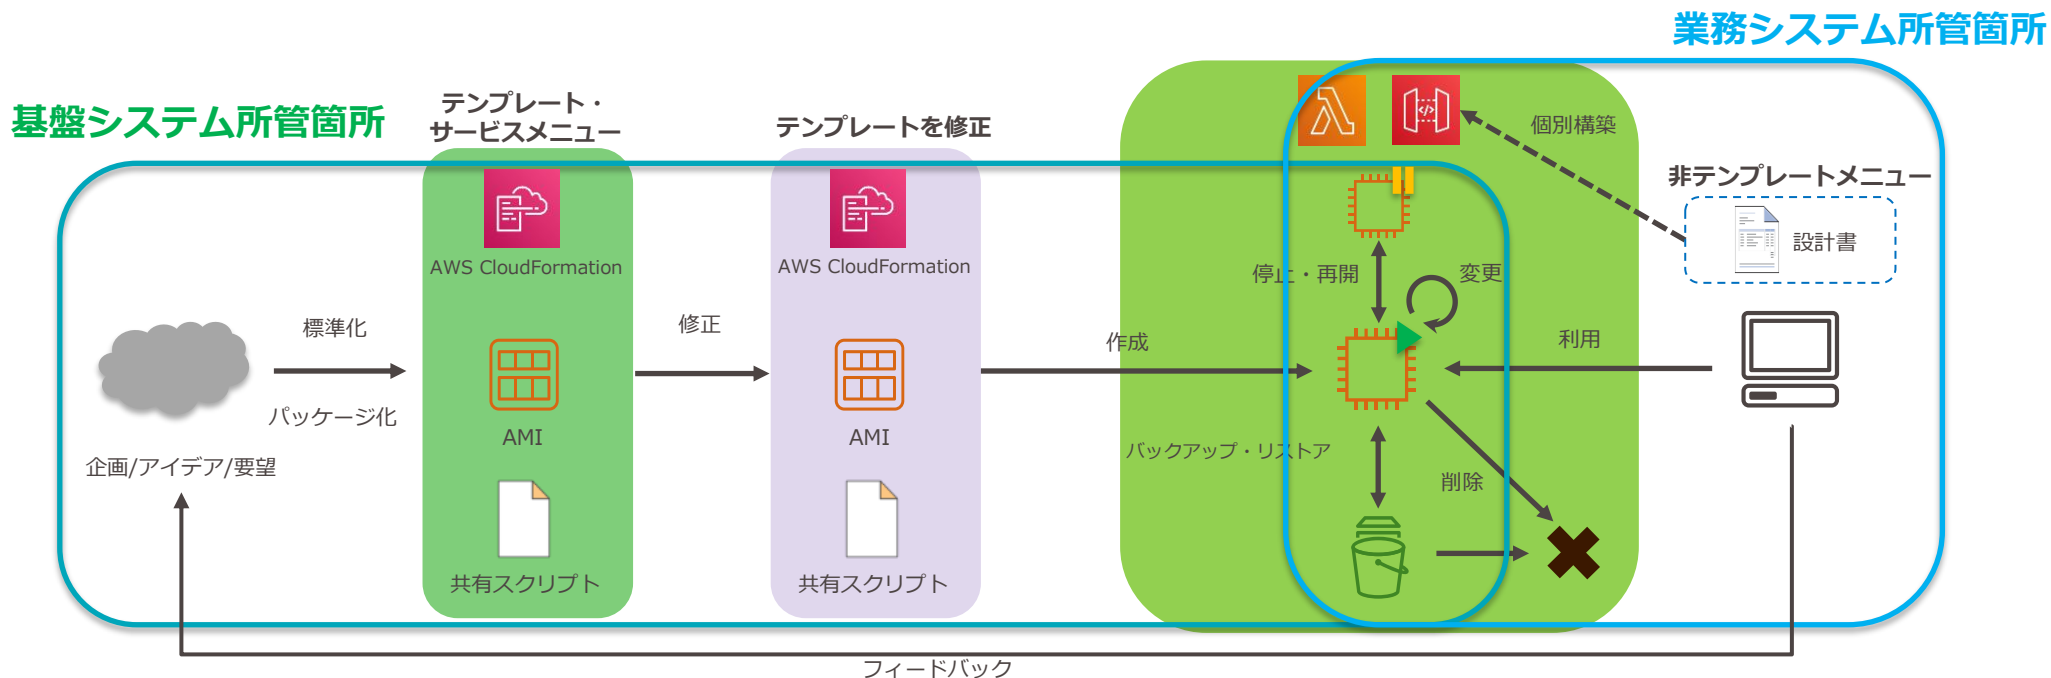 業務システム所管箇所
基盤システム所管箇所
テンプレート・
サービスメニュー
テンプレートを修正
個別構築
非テンプレートメニュー
設計書
AWS CloudFormation
AWS CloudFormation
停止・再開
変更
標準化
修正
作成
利用
パッケージ化
AMI
AMI
バックアップ・リストア
企画/アイデア/要望
削除
共有スクリプト
共有スクリプト
フィードバック